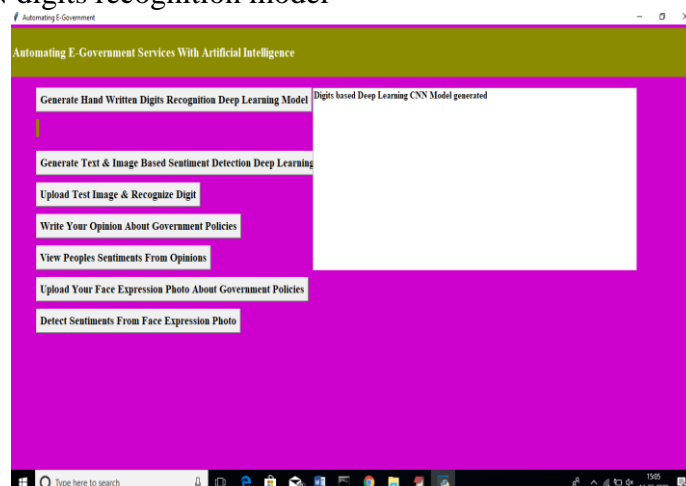 digits recognition model
Automating E-Government
Automating E-Government Services With Artificial Intelligence
Generate Hand Written Digits Recognition Deep Learning Model
Digits based Deep Learning CNN Model generated
Generate Text & Image Based Sentiment Detection Deep Learning
Upload Test Image & Recognize Digit
Write Your Opinion About Government Policies
View Peoples Sentiments From Opinions
Upload Your Face Expression Photo About Government Policies
Detect Sentiments From Face Expression Photo
Type here to search
15:05